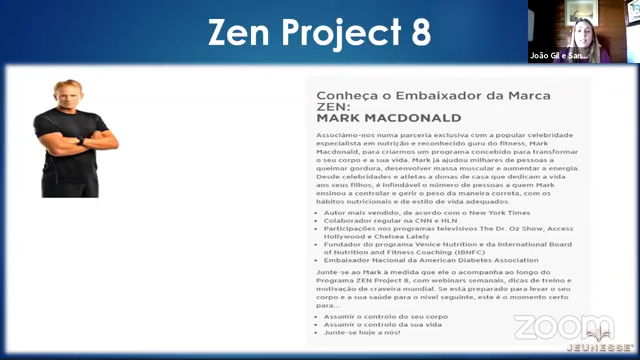 Zen Project 8
João Gil e San...
Conheça o Embaixador da Marca
ZEN:
MARK MACDONALD
Associámo-nos numa parceria exclusiva com a popular celebridade
especialista em nutrição e reconhecido guru do fitness, Mark
Macdonald, para criarmos um programa concebido para transformar
o seu corpo e a sua vida. Mark já ajudou milhares de pessoas a
queimar gordura, desenvolver massa muscular e aumentar a energia.
Desde celebridades e atletas a donas de casa que dedicam a vida
aos seus filhos, é infindável o número de pessoas a quem Mark
ensinou a controlar e gerir o peso da maneira correta, com os
hábitos nutricionais e de estilo de vida adequados.
• Autor mais vendido, de acordo com o New York Times
• Colaborador regular na CNN e HLN
• Participações nos programas televisivos The Dr. Oz Show, Access
Hollywood e Chelsea Lately
• Fundador do programa Venice Nutrition e da International Board
of Nutrition and Fitness Coaching (IBNFC)
• Embaixador Nacional da American Diabetes Association
Junte-se ao Mark à medida que ele o acompanha ao longo do
Programa ZEN Project 8, com webinars semanais, dicas de treino e
motivação de craveira mundial. Se está preparado para levar o seu
corpo e a sua saúde para o nível seguinte, este é o momento certo
para...
• Assumir o controlo do seu corpo
• Assumir o controlo da sua vida
• Junte-se hoje a nós!
zoom
JEUNESSE